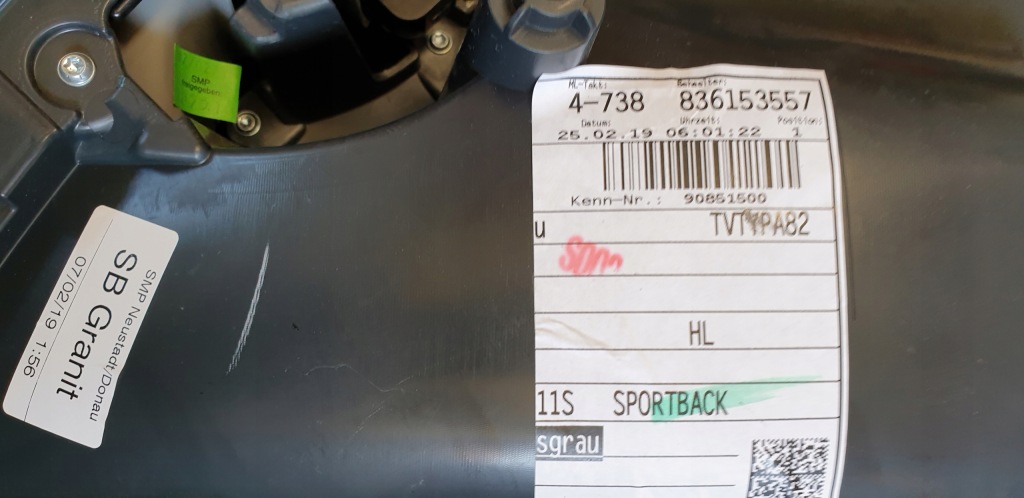 SMP
freigegeben
ML-Takt: Beiwalter:
4-738 836153557
Datum: Uhrzeit: Position:
25.02.19 06:01:22 1
Kenn-Nr.: 90851500
u TVTYPA82
HL
11S SPORTBACK
sgrau
SMP Neustadt/Donau
SB Granit
07/02/19 1:56